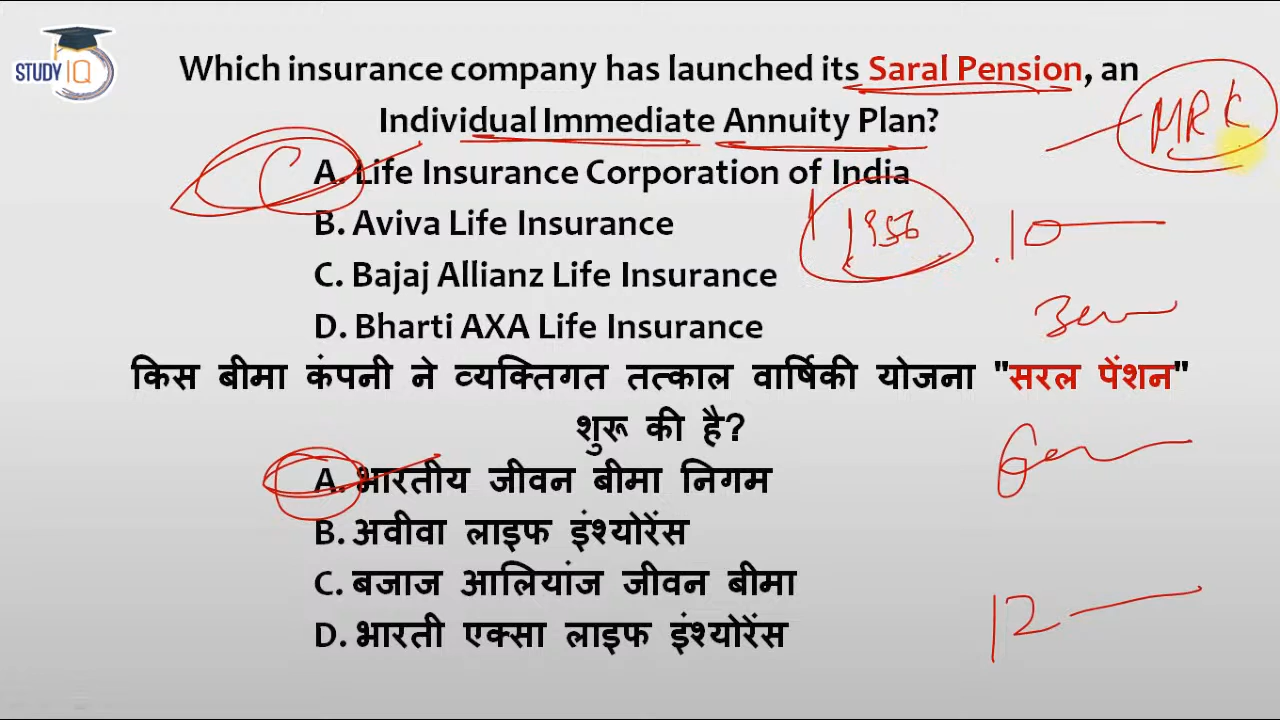 STUDY IQ
Which insurance company has launched its Saral Pension, an
Individual Immediate Annuity Plan?
MRK
A. Life Insurance Corporation of India
B. Aviva Life Insurance
1956
10
C. Bajaj Allianz Life Insurance
D. Bharti AXA Life Insurance
किस बीमा कंपनी ने व्यक्तिगत तत्काल वार्षिकी योजना "सरल पेंशन"
शुरू की है?
A. भारतीय जीवन बीमा निगम
B. अवीवा लाइफ इंश्योरेंस
C. बजाज आलियांज जीवन बीमा
12
D. भारती एक्सा लाइफ इंश्योरेंस